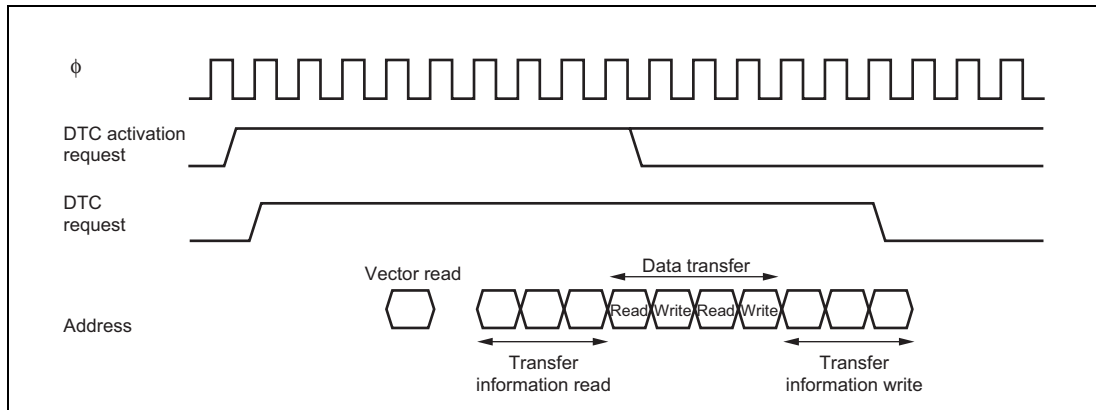 ϕ
DTC activation
request
DTC
request
Vector read
Data transfer
Address
Read Write Read Write
Transfer
information read
Transfer
information write